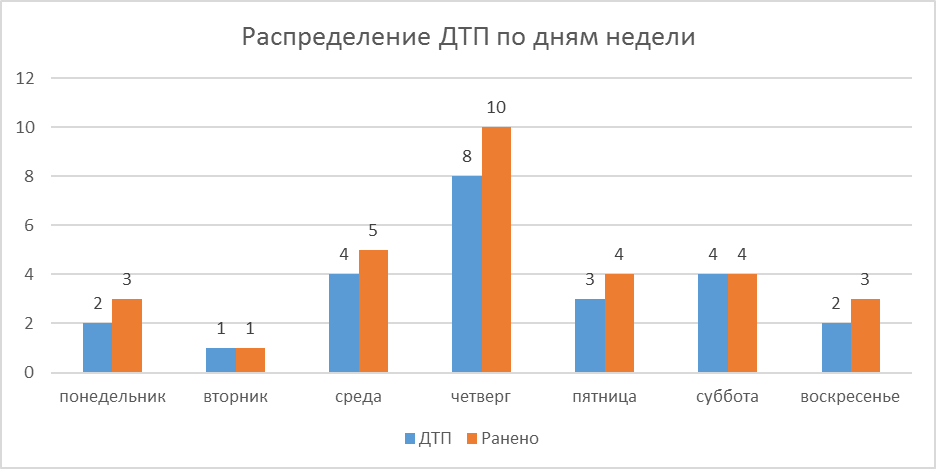 Распределение ДТП по дням недели
12
10
8
6
4
2
0
2 3 1 1 4 5 8 10 3 4 4 4 2 3
понедельник вторник среда четверг пятница суббота воскресенье
ДТП Ранено